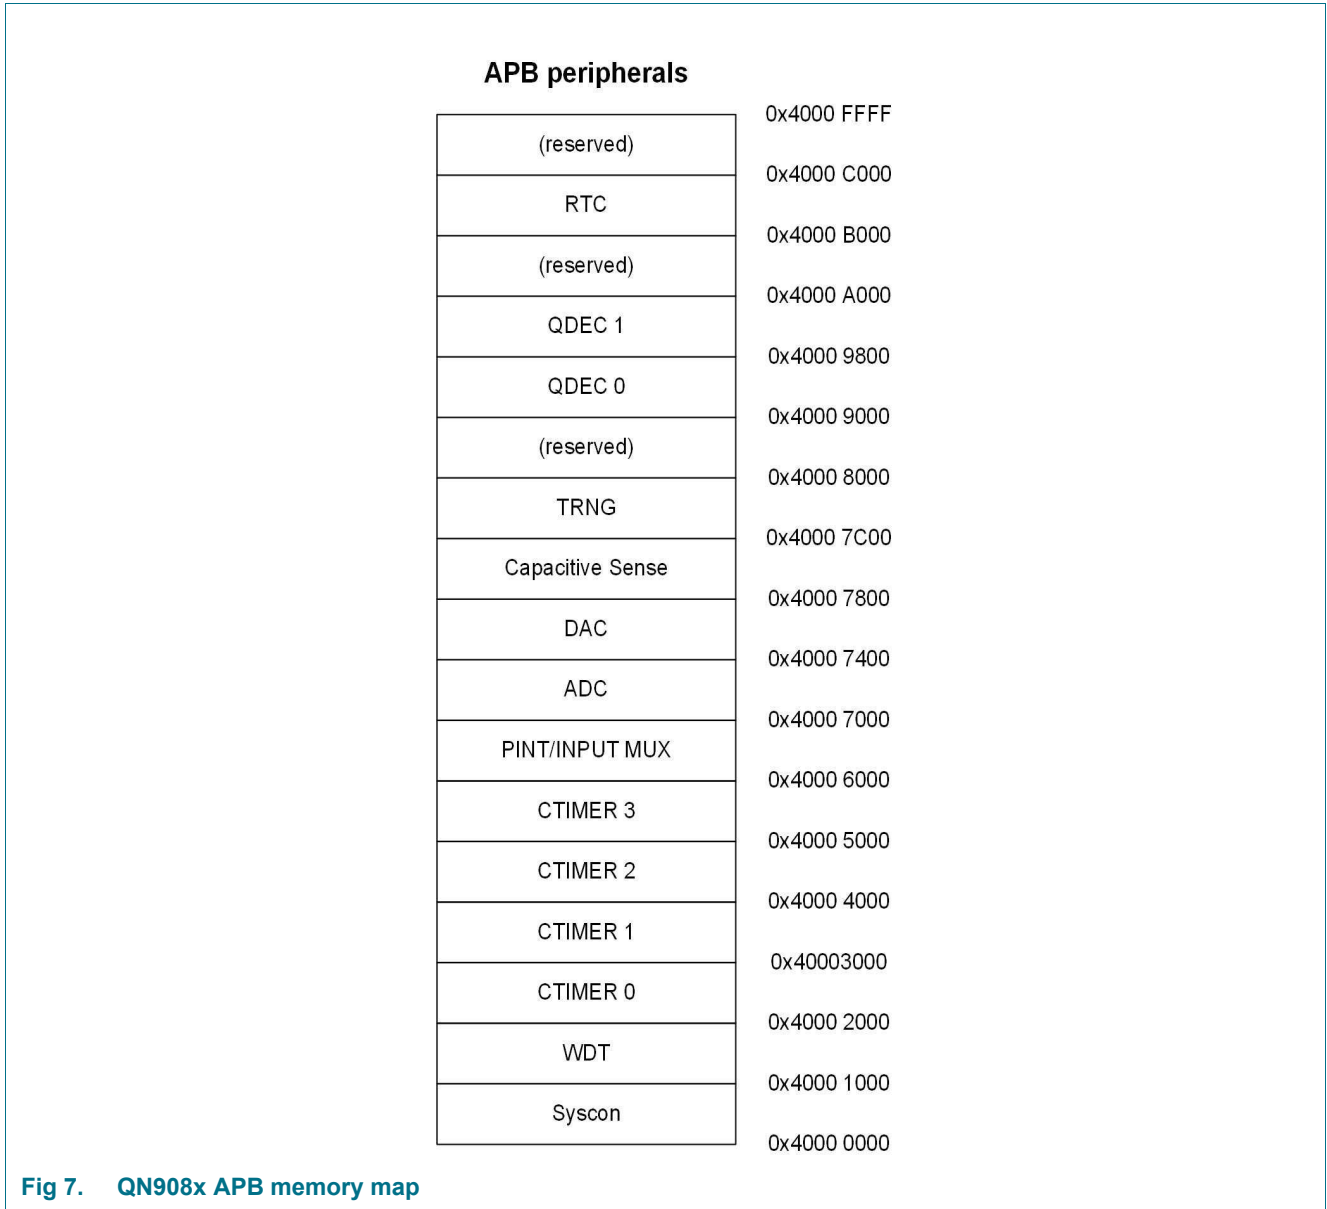 APB peripherals
0x4000 FFFF
(reserved)
0x4000 C000
RTC
0x4000 B000
(reserved)
0x4000 A000
QDEC 1
0x4000 9800
QDEC 0
0x4000 9000
(reserved)
0x4000 8000
TRNG
0x4000 7C00
Capacitive Sense
0x4000 7800
DAC
0x4000 7400
ADC
0x4000 7000
PINT/INPUT MUX
0x4000 6000
CTIMER 3
0x4000 5000
CTIMER 2
0x4000 4000
CTIMER 1
0x40003000
CTIMER 0
0x4000 2000
WDT
0x4000 1000
Syscon
0x4000 0000
Fig 7. QN908x APB memory map